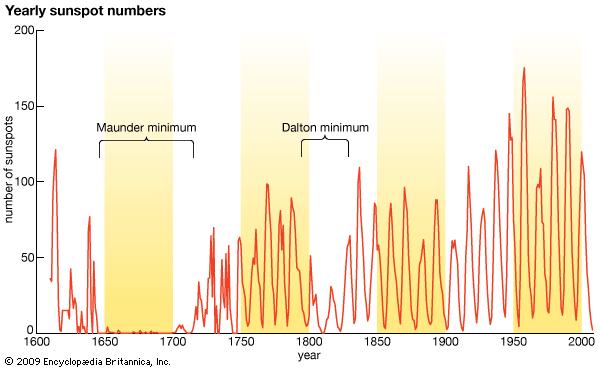 Yearly sunspot numbers
200
150
100
50
0
number of sunspots
Maunder minimum
Dalton minimum
1600 1650 1700 1750 1800 1850 1900 1950 2000
year
© 2009 Encyclopædia Britannica, Inc.